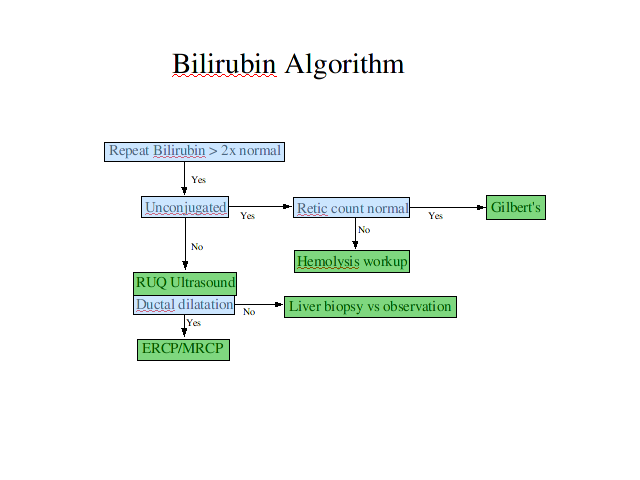 Bilirubin Algorithm
Repeat Bilirubin > 2x normal
Yes
Unconjugated
Yes
Retic count normal
Yes
Gilbert's
No
No
Hemolysis workup
RUQ Ultrasound
Ductal dilatation
No
Liver biopsy vs observation
Yes
ERCP/MRCP